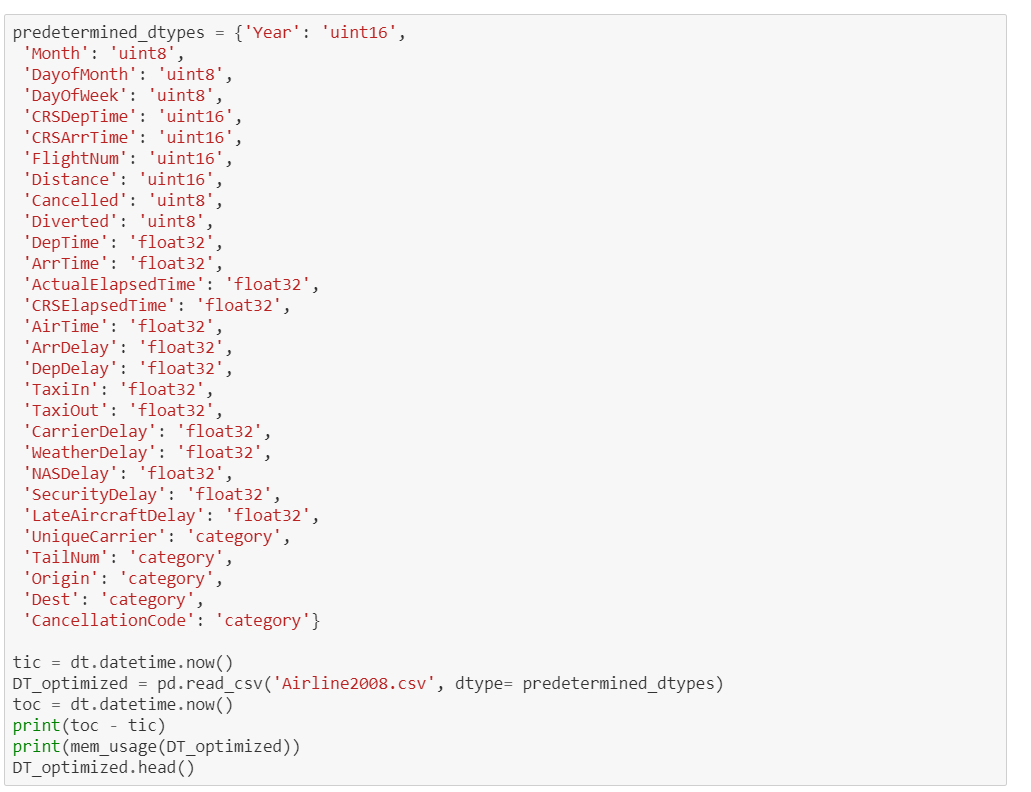 predetermined_dtypes = {'Year': 'uint16',
 'Month': 'uint8',
 'DayofMonth': 'uint8',
 'DayOfWeek': 'uint8',
 'CRSDepTime': 'uint16',
 'CRSArrTime': 'uint16',
 'FlightNum': 'uint16',
 'Distance': 'uint16',
 'Cancelled': 'uint8',
 'Diverted': 'uint8',
 'DepTime': 'float32',
 'ArrTime': 'float32',
 'ActualElapsedTime': 'float32',
 'CRSElapsedTime': 'float32',
 'AirTime': 'float32',
 'ArrDelay': 'float32',
 'DepDelay': 'float32',
 'TaxiIn': 'float32',
 'TaxiOut': 'float32',
 'CarrierDelay': 'float32',
 'WeatherDelay': 'float32',
 'NASDelay': 'float32',
 'SecurityDelay': 'float32',
 'LateAircraftDelay': 'float32',
 'UniqueCarrier': 'category',
 'TailNum': 'category',
 'Origin': 'category',
 'Dest': 'category',
 'CancellationCode': 'category'}

tic = dt.datetime.now()
DT_optimized = pd.read_csv('Airline2008.csv', dtype= predetermined_dtypes)
toc = dt.datetime.now()
print(toc - tic)
print(mem_usage(DT_optimized))
DT_optimized.head()